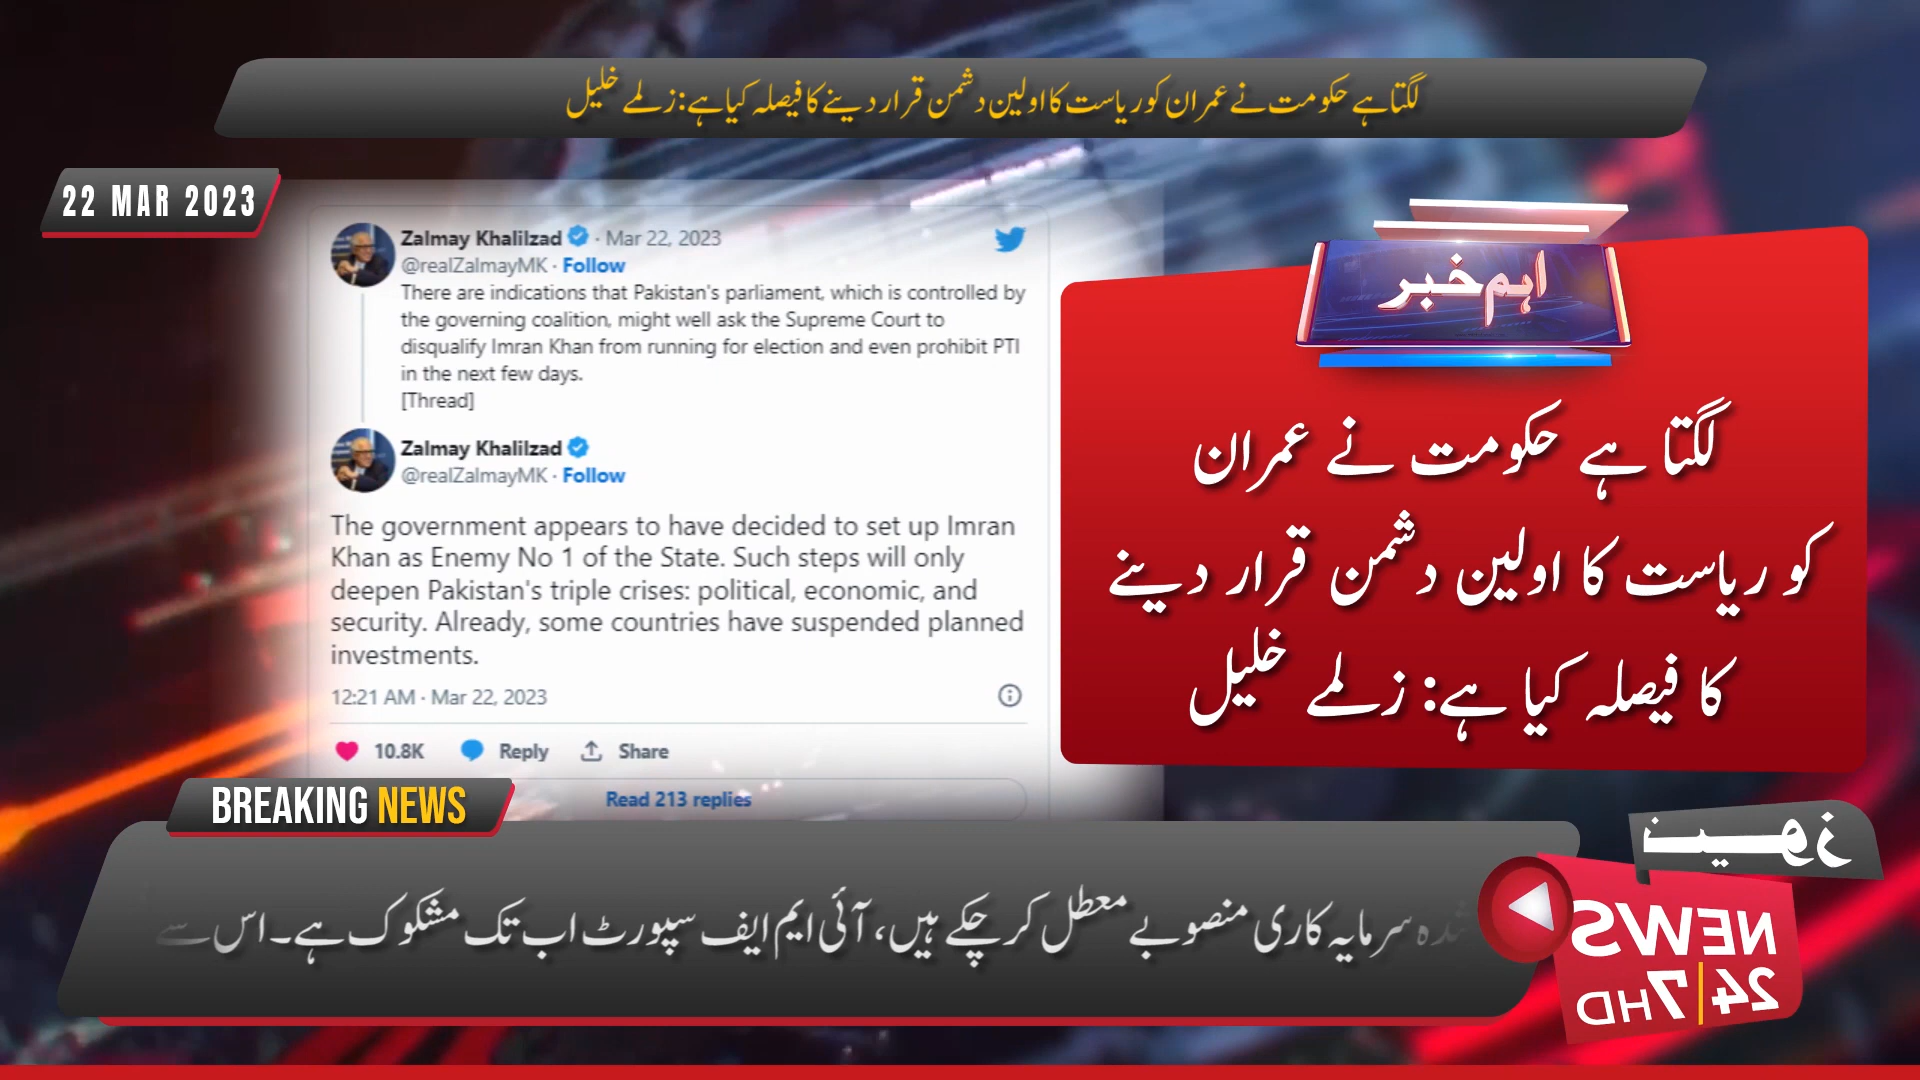 لگتا ہے حکومت نے عمران کو ریاست کا اولین دشمن قرار دینے کا فیصلہ کیا ہے: زلمے خلیل
22 MAR 2023
Zalmay Khalilzad · Mar 22, 2023
@realZalmayMK · Follow
There are indications that Pakistan's parliament, which is controlled by
the governing coalition, might well ask the Supreme Court to
disqualify Imran Khan from running for election and even prohibit PTI
in the next few days.
[Thread]
Zalmay Khalilzad
@realZalmayMK · Follow
The government appears to have decided to set up Imran
Khan as Enemy No 1 of the State. Such steps will only
deepen Pakistan's triple crises: political, economic, and
security. Already, some countries have suspended planned
investments.
12:21 AM · Mar 22, 2023
10.8K Reply Share
Read 213 replies
اہم خبر
لگتا ہے حکومت نے عمران
کو ریاست کا اولین دشمن قرار دینے
کا فیصلہ کیا ہے: زلمے خلیل
BREAKING NEWS
شدہ سرمایہ کاری منصوبے معطل کر چکے ہیں، آئی ایم ایف سپورٹ اب تک مشکوک ہے۔ اس سے
نیوز
NEWS
24|7 HD